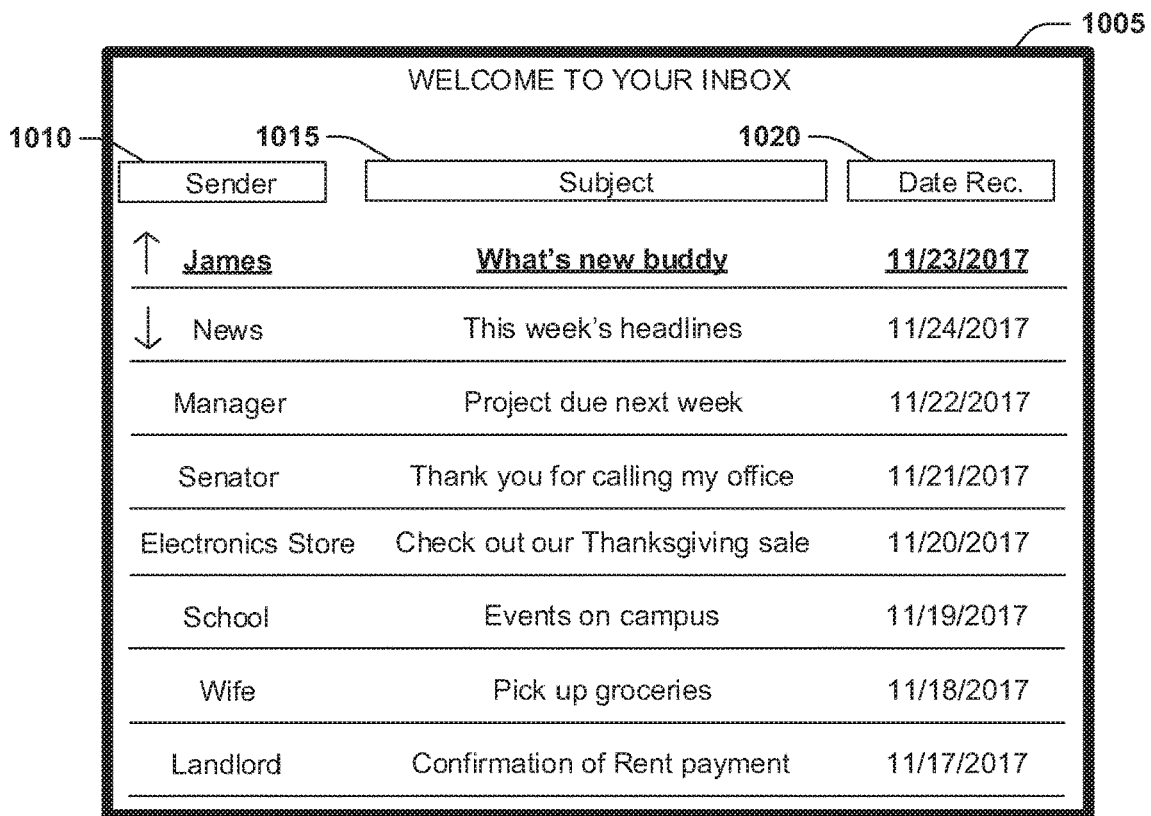 1005
WELCOME TO YOUR INBOX
1010 1015 1020
Sender Subject Date Rec.
↑ James What's new buddy 11/23/2017
↓ News This week's headlines 11/24/2017
Manager Project due next week 11/22/2017
Senator Thank you for calling my office 11/21/2017
Electronics Store Check out our Thanksgiving sale 11/20/2017
School Events on campus 11/19/2017
Wife Pick up groceries 11/18/2017
Landlord Confirmation of Rent payment 11/17/2017